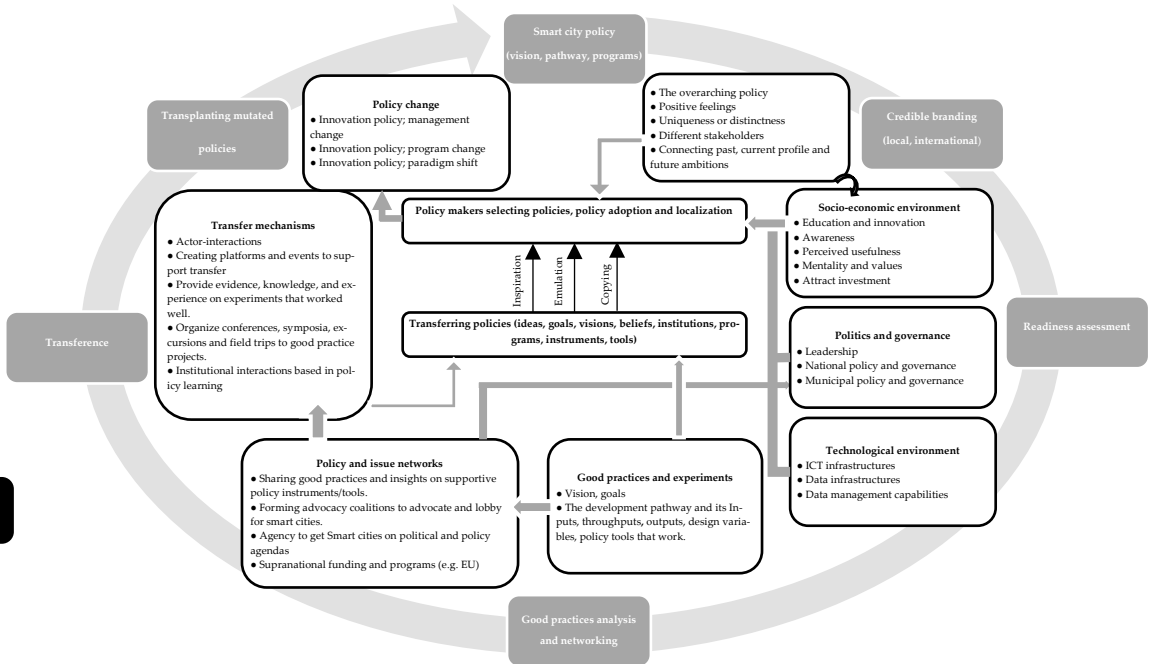 Smart city policy
(vision, pathway, programs)
Policy change
● Innovation policy; management
change
● Innovation policy; program change
● Innovation policy; paradigm shift
● The overarching policy
● Positive feelings
● Uniqueness or distinctness
● Different stakeholders
● Connecting past, current profile and
future ambitions
Transplanting mutated
policies
Credible branding
(local, international)
Transfer mechanisms
● Actor-interactions
● Creating platforms and events to sup-
port transfer
● Provide evidence, knowledge, and ex-
perience on experiments that worked
well.
● Organize conferences, symposia, ex-
cursions and field trips to good practice
projects.
● Institutional interactions based in pol-
icy learning
Policy makers selecting policies, policy adoption and localization
Inspiration
Emulation
Copying
Transferring policies (ideas, goals, visions, beliefs, institutions, pro-
grams, instruments, tools)
Socio-economic environment
● Education and innovation
● Awareness
● Perceived usefulness
● Mentality and values
● Attract investment
Transference
Readiness assessment
Politics and governance
● Leadership
● National policy and governance
● Municipal policy and governance
Technological environment
● ICT infrastructures
● Data infrastructures
● Data management capabilities
Policy and issue networks
● Sharing good practices and insights on supportive
policy instruments/tools.
● Forming advocacy coalitions to advocate and lobby
for smart cities.
● Agency to get Smart cities on political and policy
agendas
● Supranational funding and programs (e.g. EU)
Good practices and experiments
● Vision, goals
● The development pathway and its In-
puts, throughputs, outputs, design varia-
bles, policy tools that work.
Good practices analysis
and networking